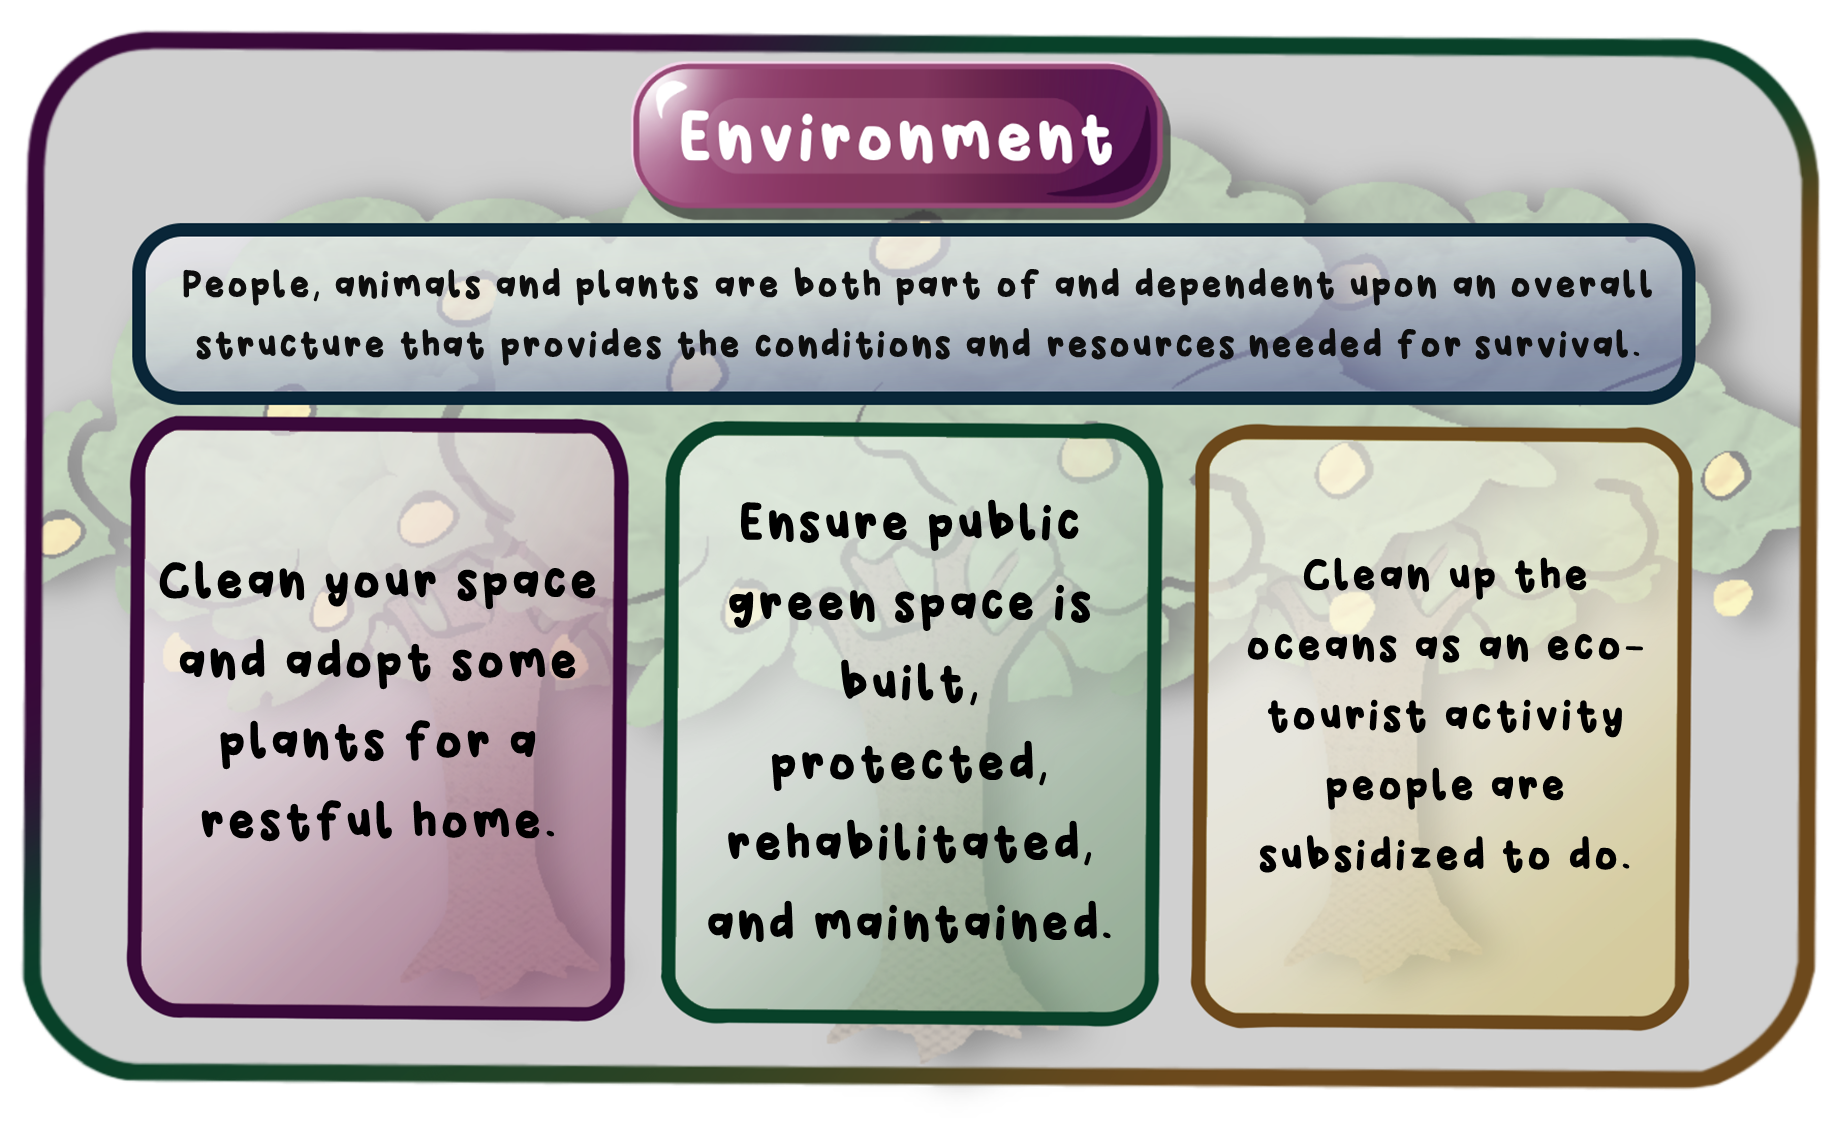 Environment
People, animals and plants are both part of and dependent upon an overall
structure that provides the conditions and resources needed for survival.
Clean your space
and adopt some
plants for a
restful home.
Ensure public
green space is
built,
protected,
rehabilitated,
and maintained.
Clean up the
oceans as an eco-
tourist activity
people are
subsidized to do.